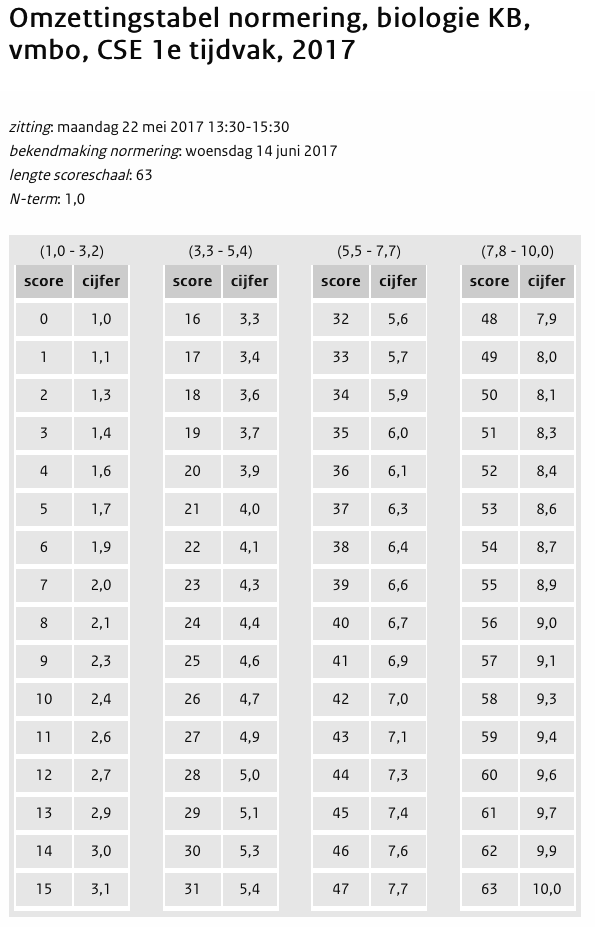 Omzettingstabel normering, biologie KB,
vmbo, CSE 1e tijdvak, 2017
zitting: maandag 22 mei 2017 13:30-15:30
bekendmaking normering: woensdag 14 juni 2017
lengte scoreschaal: 63
N-term: 1,0
(1,0 - 3,2) (3,3 - 5,4) (5,5 - 7,7) (7,8 - 10,0)
score cijfer score cijfer score cijfer score cijfer
0 1,0 16 3,3 32 5,6 48 7,9
1 1,1 17 3,4 33 5,7 49 8,0
2 1,3 18 3,6 34 5,9 50 8,1
3 1,4 19 3,7 35 6,0 51 8,3
4 1,6 20 3,9 36 6,1 52 8,4
5 1,7 21 4,0 37 6,3 53 8,6
6 1,9 22 4,1 38 6,4 54 8,7
7 2,0 23 4,3 39 6,6 55 8,9
8 2,1 24 4,4 40 6,7 56 9,0
9 2,3 25 4,6 41 6,9 57 9,1
10 2,4 26 4,7 42 7,0 58 9,3
11 2,6 27 4,9 43 7,1 59 9,4
12 2,7 28 5,0 44 7,3 60 9,6
13 2,9 29 5,1 45 7,4 61 9,7
14 3,0 30 5,3 46 7,6 62 9,9
15 3,1 31 5,4 47 7,7 63 10,0